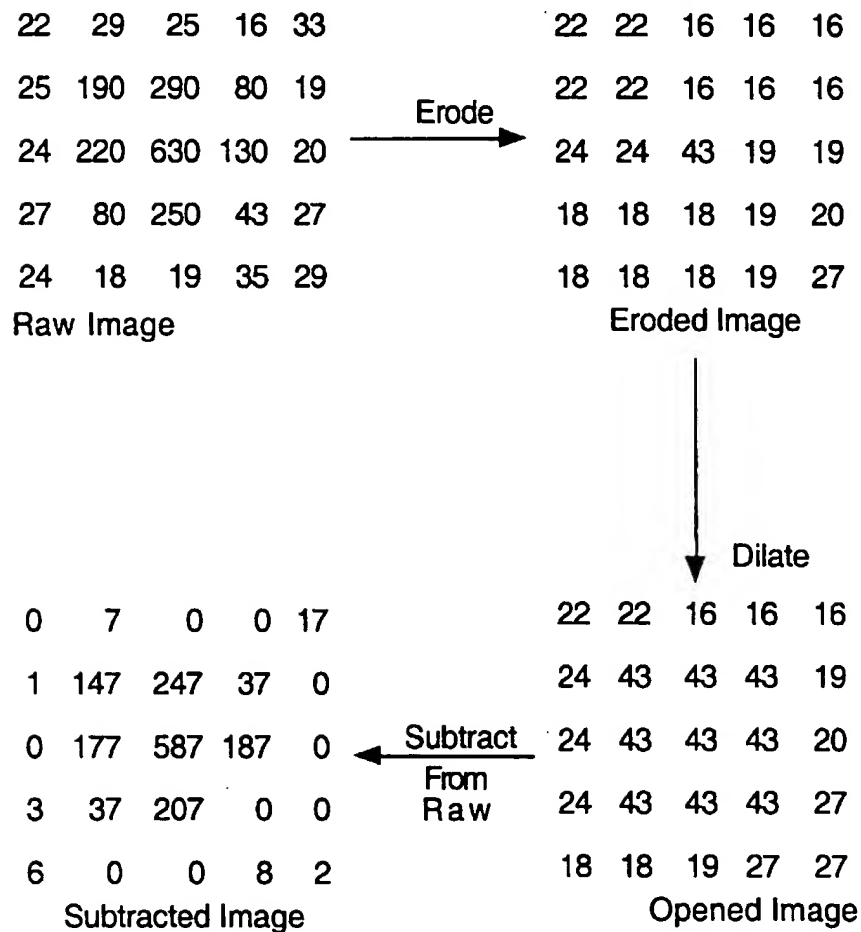 22 29 25 16 33
25 190 290 80 19
24 220 630 130 20
27 80 250 43 27
24 18 19 35 29
Raw Image
Erode
22 22 16 16 16
22 22 16 16 16
24 24 43 19 19
18 18 18 19 20
18 18 18 19 27
Eroded Image
Dilate
22 22 16 16 16
24 43 43 43 19
24 43 43 43 20
24 43 43 43 27
18 18 19 27 27
Opened Image
Subtract
From
Raw
0 7 0 0 17
1 147 247 37 0
0 177 587 187 0
3 37 207 0 0
6 0 0 8 2
Subtracted Image